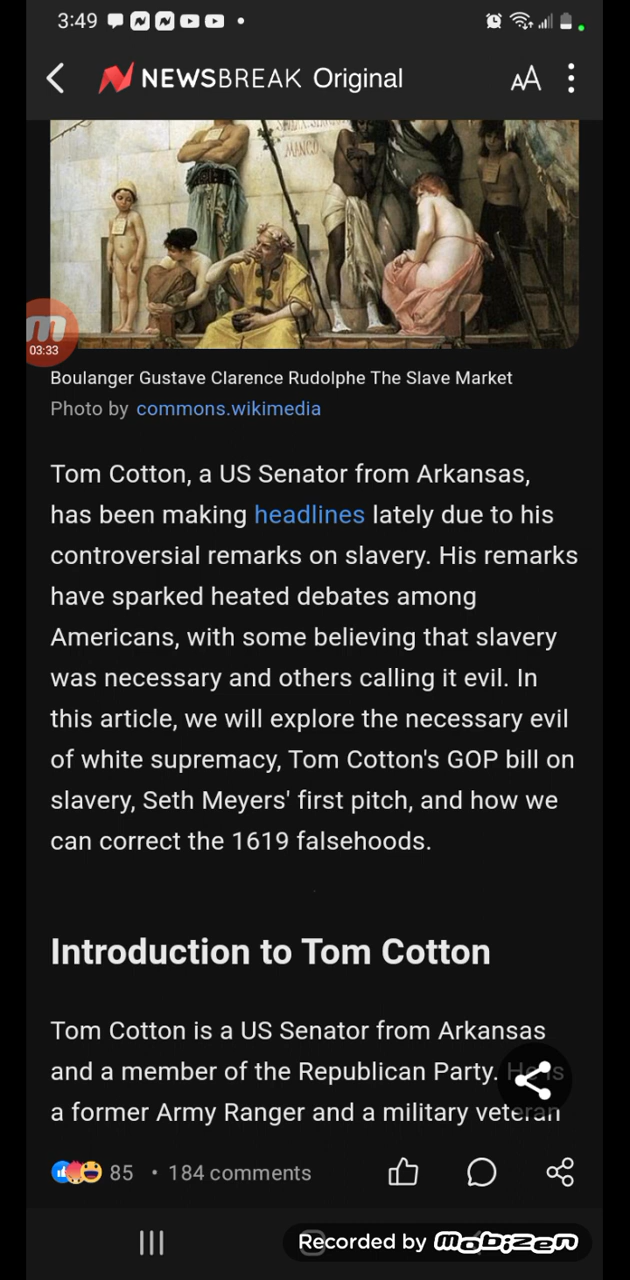 3:49
NEWSBREAK Original
AA
MANGO
03:33
Boulanger Gustave Clarence Rudolphe The Slave Market
Photo by commons.wikimedia
Tom Cotton, a US Senator from Arkansas,
has been making headlines lately due to his
controversial remarks on slavery. His remarks
have sparked heated debates among
Americans, with some believing that slavery
was necessary and others calling it evil. In
this article, we will explore the necessary evil
of white supremacy, Tom Cotton's GOP bill on
slavery, Seth Meyers' first pitch, and how we
can correct the 1619 falsehoods.
Introduction to Tom Cotton
Tom Cotton is a US Senator from Arkansas
and a member of the Republican Party. He is
a former Army Ranger and a military veteran
85 • 184 comments
Recorded by mobizen